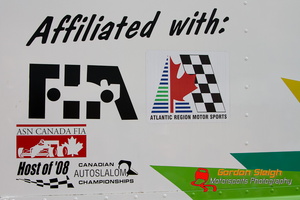 Affiliated with:
FIA
ATLANTIC REGION MOTOR SPORTS
ASN CANADA FIA
Host of '08
CANADIAN
AUTOSLALOM
CHAMPIONSHIPS
Gordon Sleigh
Motorsports Photography